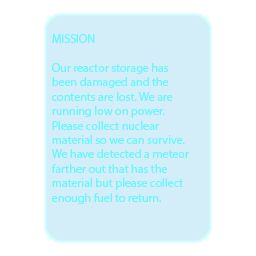 MISSION
Our reactor storage has
been damaged and the
contents are lost. We are
running low on power.
Please collect nuclear
material so we can survive.
We have detected a meteor
farther out that has the
material but please collect
enough fuel to return.